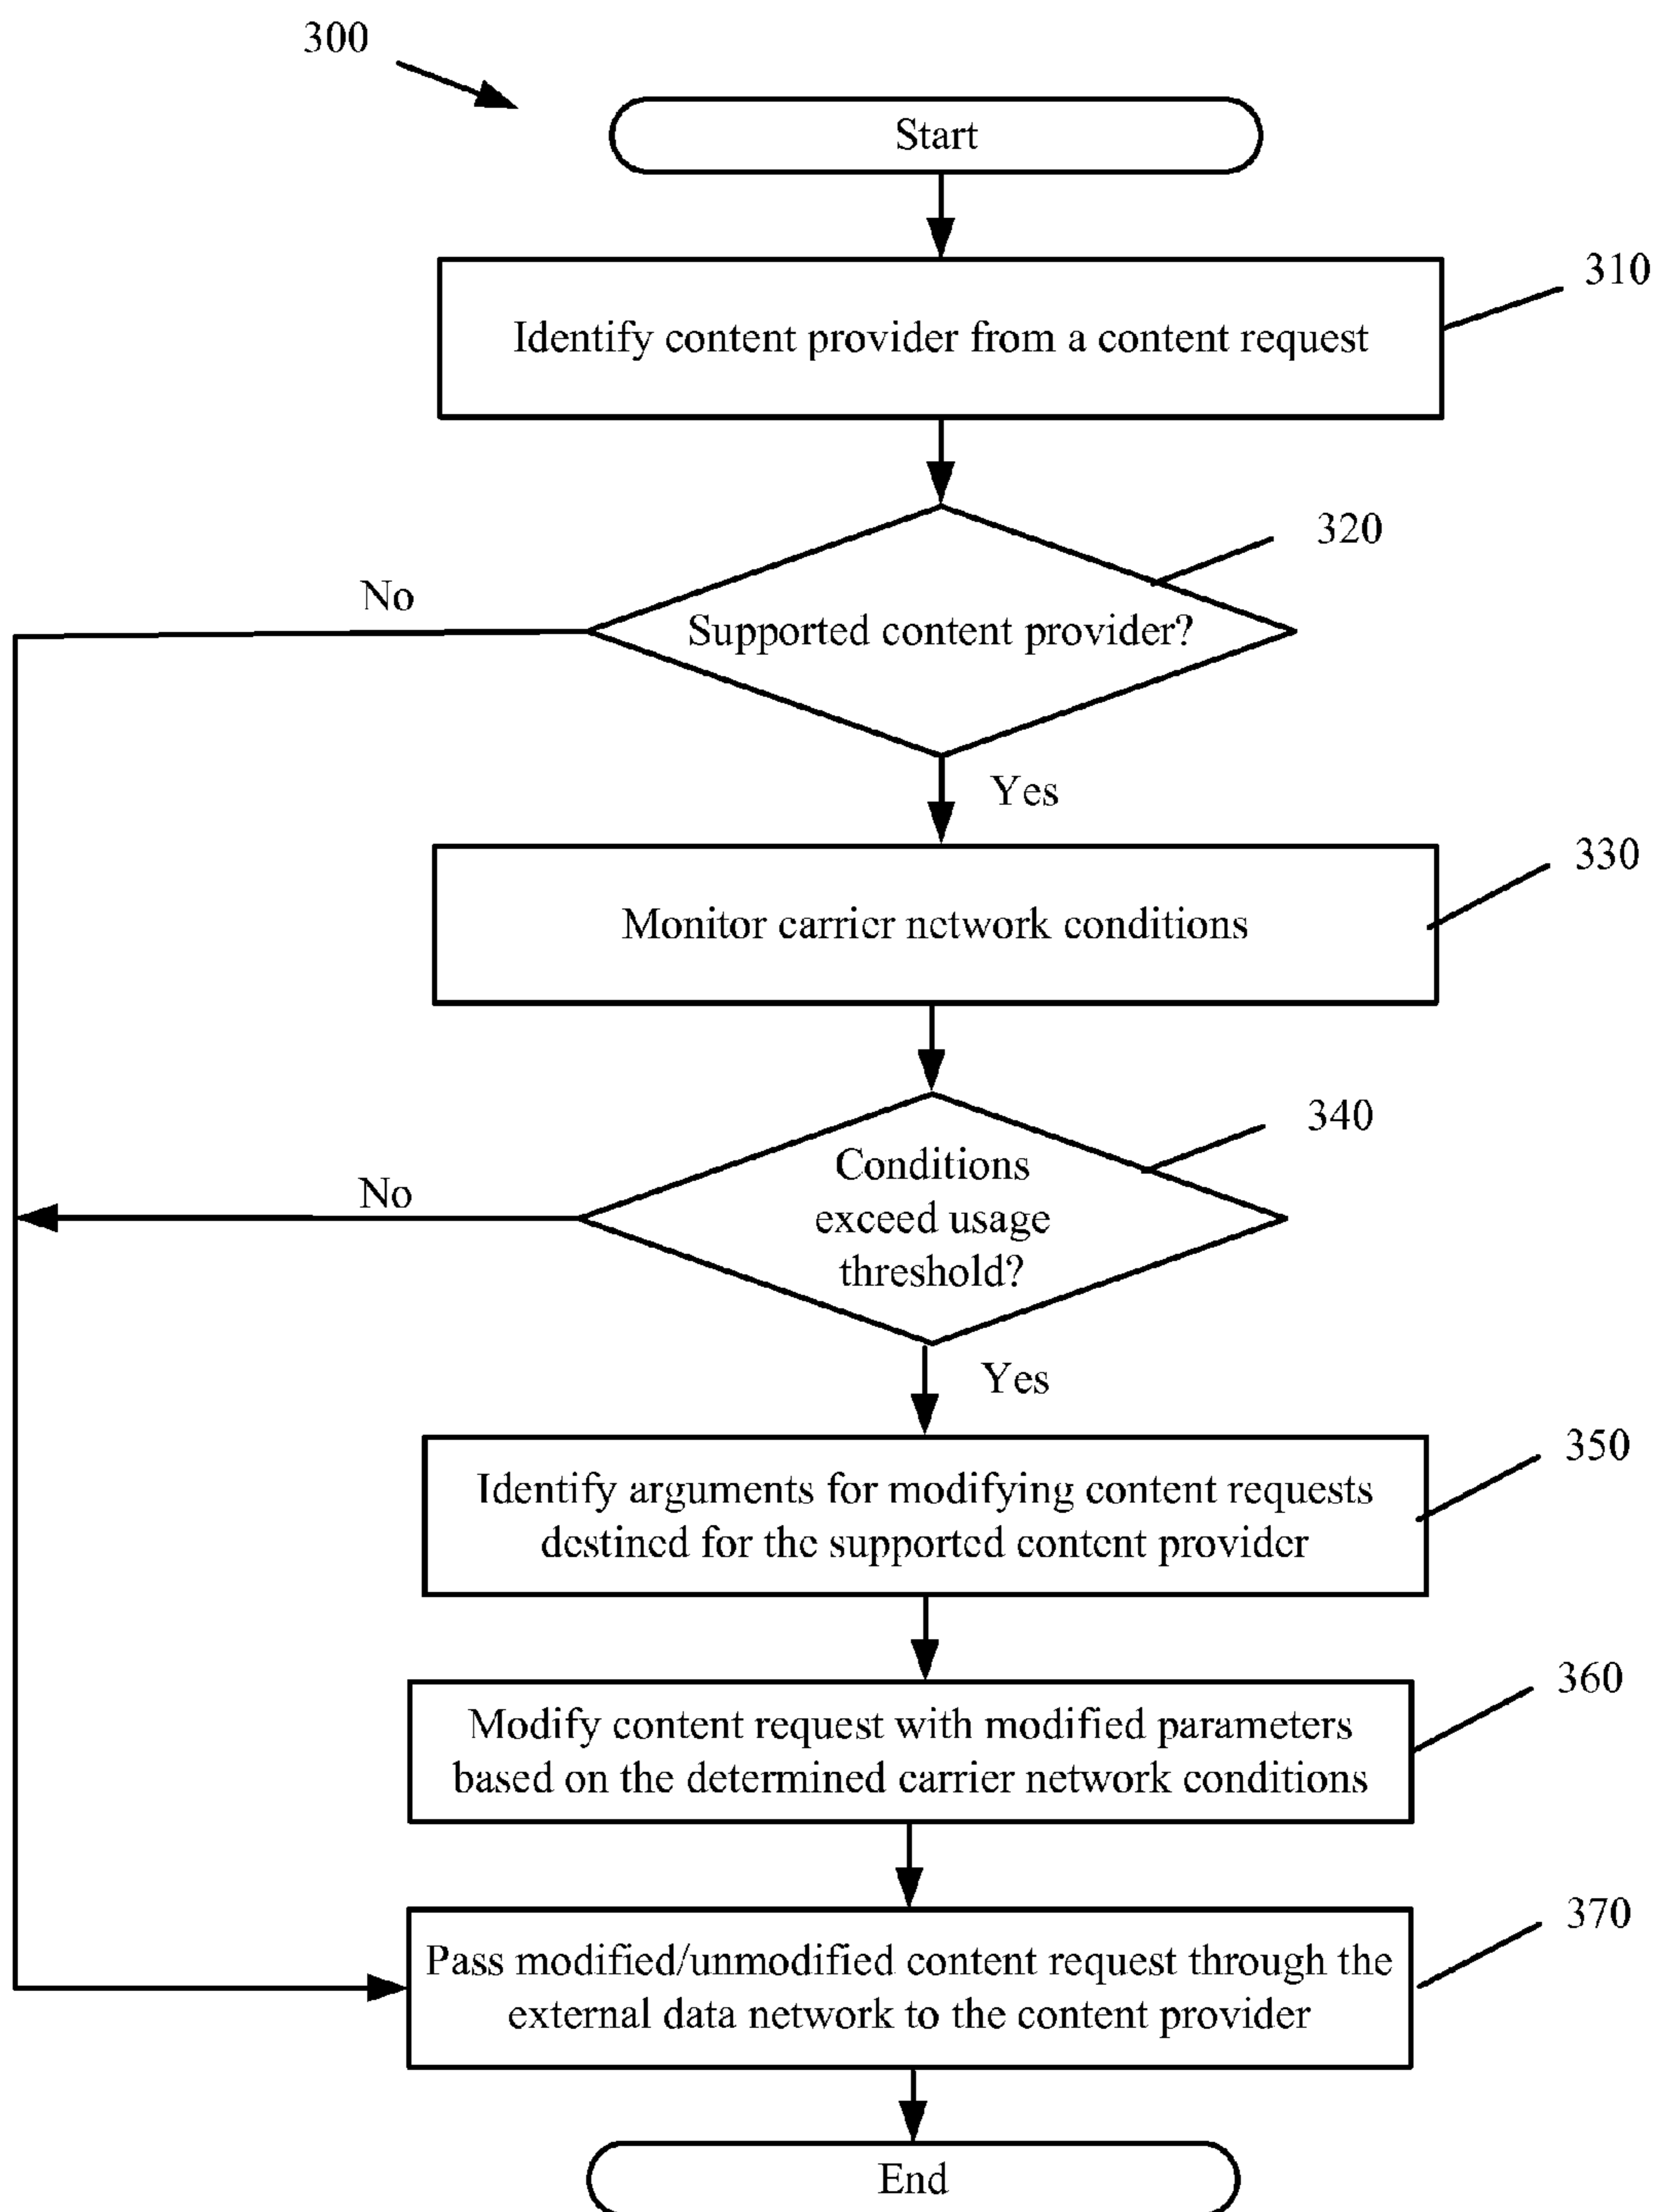 300
Start
310
Identify content provider from a content request
320
No
Supported content provider?
Yes
330
Monitor carrier network conditions
340
No
Conditions
exceed usage
threshold?
Yes
350
Identify arguments for modifying content requests
destined for the supported content provider
360
Modify content request with modified parameters
based on the determined carrier network conditions
370
Pass modified/unmodified content request through the
external data network to the content provider
End